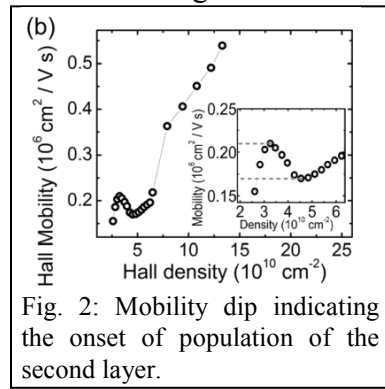 (b)
0.5
0.4
0.3
0.2
Hall Mobility (10⁶ cm² / V s)
5 10 15 20 25
Hall density (10¹⁰ cm⁻²)
0.25
0.20
0.15
Mobility (10⁶ cm² / V s)
2 3 4 5 6
Density (10¹⁰ cm⁻²)
Fig. 2: Mobility dip indicating
the onset of population of the
second layer.